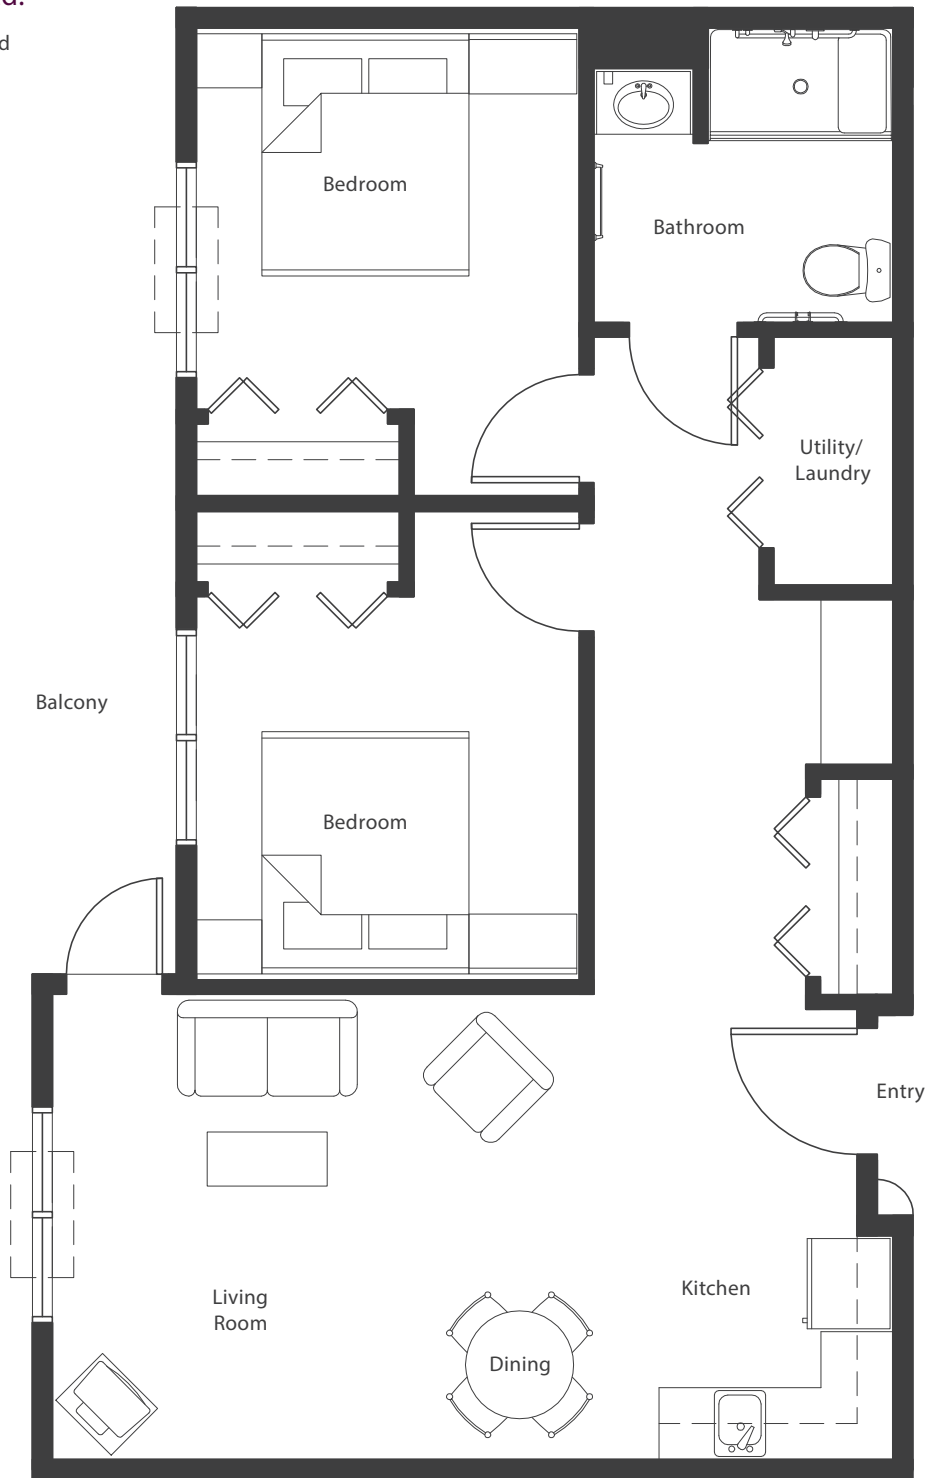 Bedroom
Bathroom
Utility/
Laundry
Balcony
Bedroom
Entry
Living
Room
Kitchen
Dining